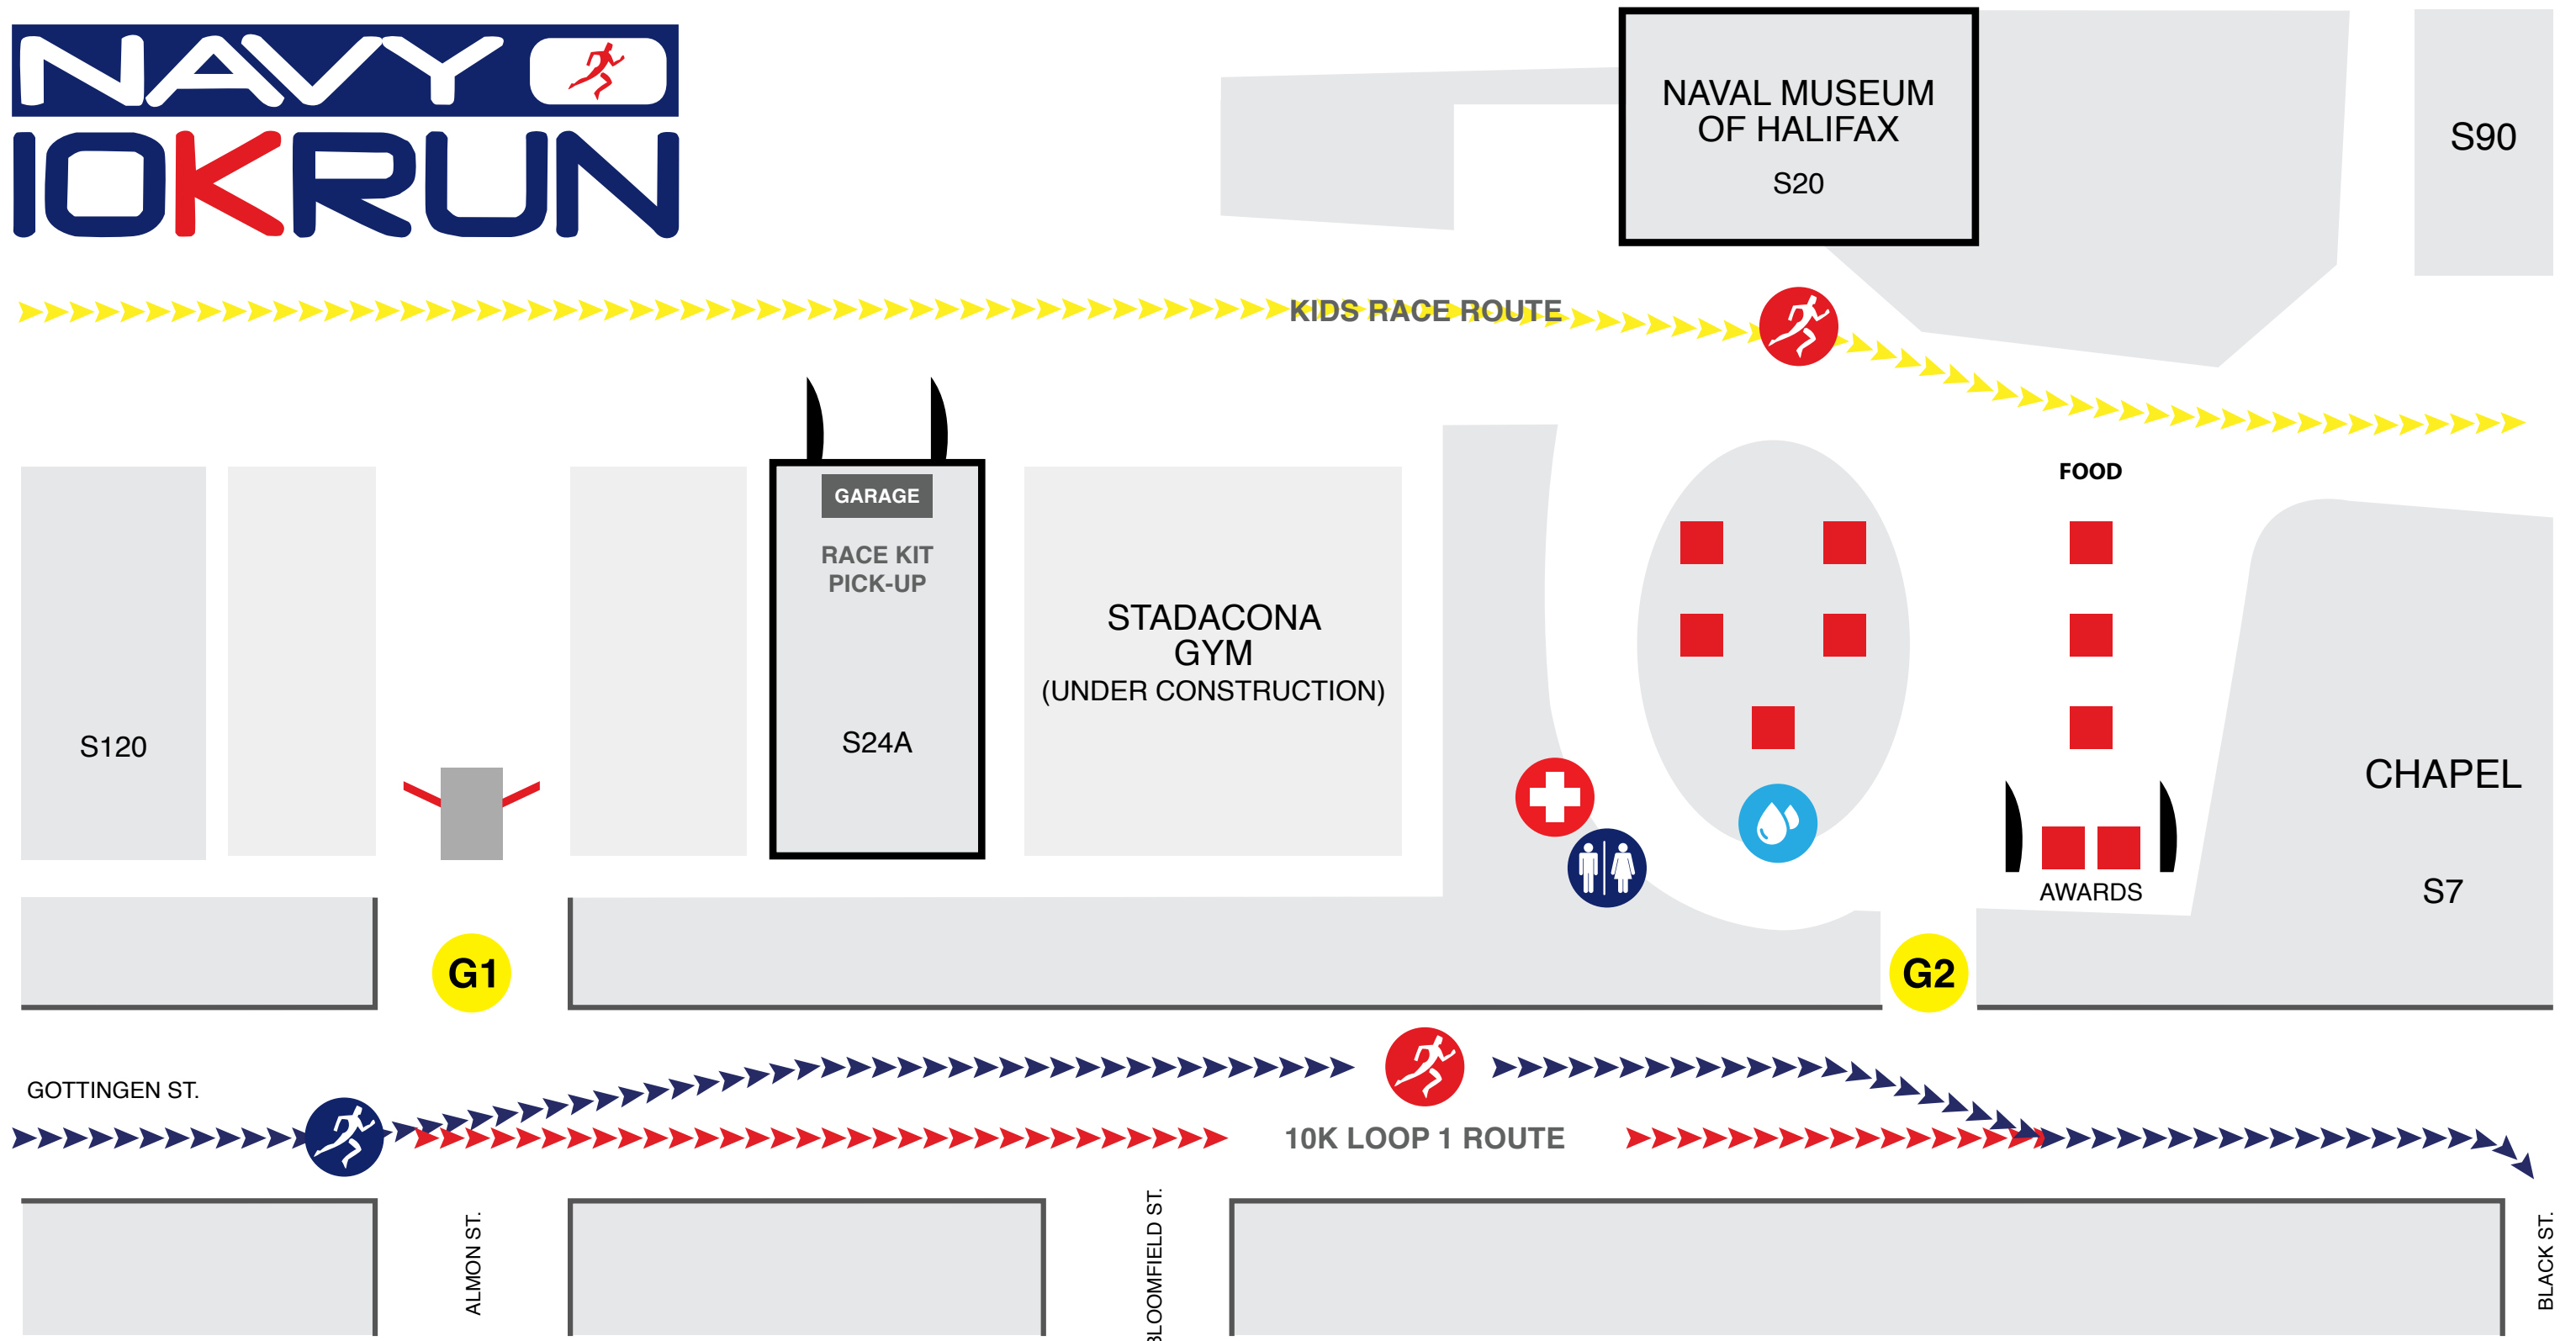 NAVY
10KRUN
NAVAL MUSEUM
OF HALIFAX
S20
S90
KIDS RACE ROUTE
GARAGE
RACE KIT
PICK-UP
S24A
STADACONA
GYM
(UNDER CONSTRUCTION)
S120
FOOD
AWARDS
CHAPEL
S7
G1
G2
GOTTINGEN ST.
10K LOOP 1 ROUTE
ALMON ST.
BLOOMFIELD ST.
BLACK ST.